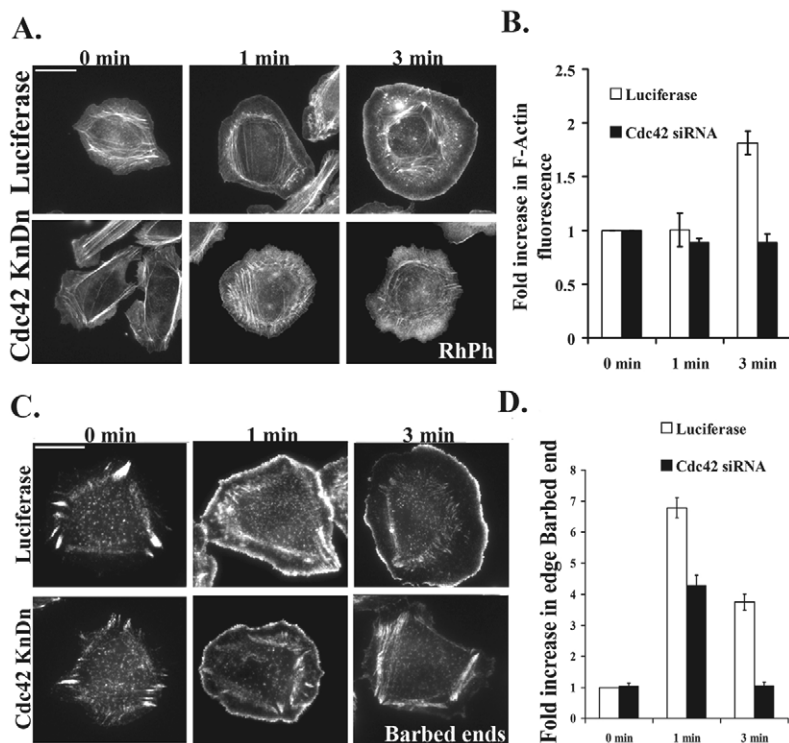 A.
0 min 1 min 3 min
Luciferase
Cdc42 KnDn
RhPh
B.
Fold increase in F-Actin
fluorescence
2.5
2
1.5
1
0.5
0
Luciferase
Cdc42 siRNA
0 min 1 min 3 min
C.
0 min 1 min 3 min
Luciferase
Cdc42 KnDn
Barbed ends
D.
Fold increase in edge Barbed end
8
7
6
5
4
3
2
1
0
Luciferase
Cdc42 siRNA
0 min 1 min 3 min